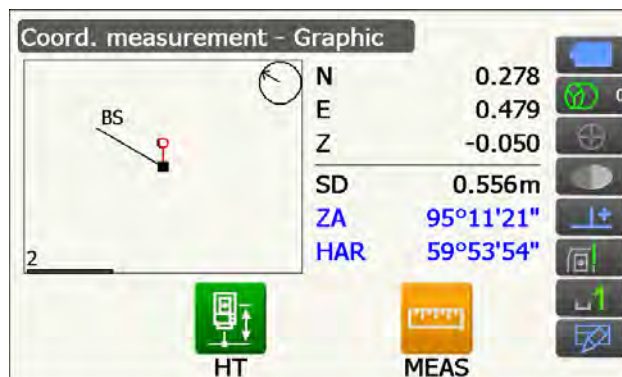 Coord. measurement - Graphic
BS
2
N 0.278
E 0.479
Z -0.050
SD 0.556m
ZA 95°11'21"
HAR 59°53'54"
HT
MEAS